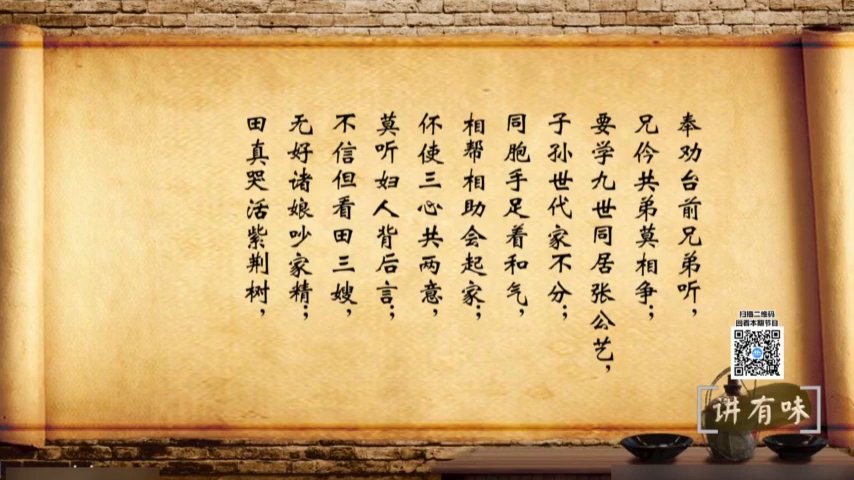 奉劝台前兄弟听，
兄伶共弟莫相争；
要学九世同居张公艺，
子孙世代家不分；
同胞手足着和气，
相帮相助会起家；
伓使三心共两意，
莫听妇人背后言；
不信但看田三嫂，
无好诸娘吵家精；
田真哭活紫荆树，
扫描二维码
回看本期节目
讲有味